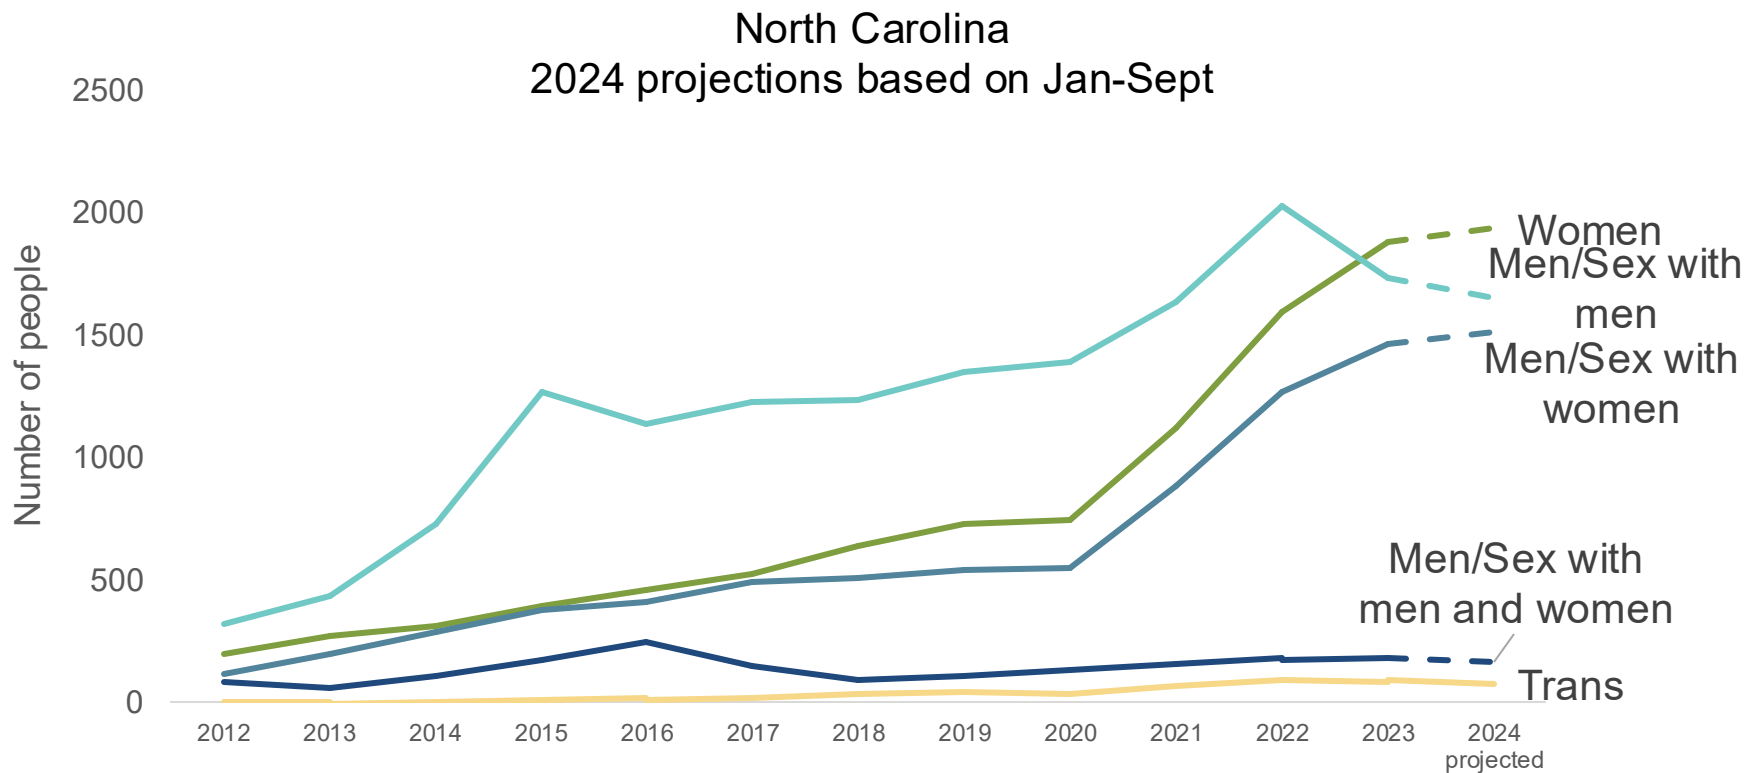 North Carolina
2024 projections based on Jan-Sept
Number of people
2500
2000
1500
1000
500
0
Women
Men/Sex with
men
Men/Sex with
women
Men/Sex with
men and women
Trans
2012 2013 2014 2015 2016 2017 2018 2019 2020 2021 2022 2023 2024
projected